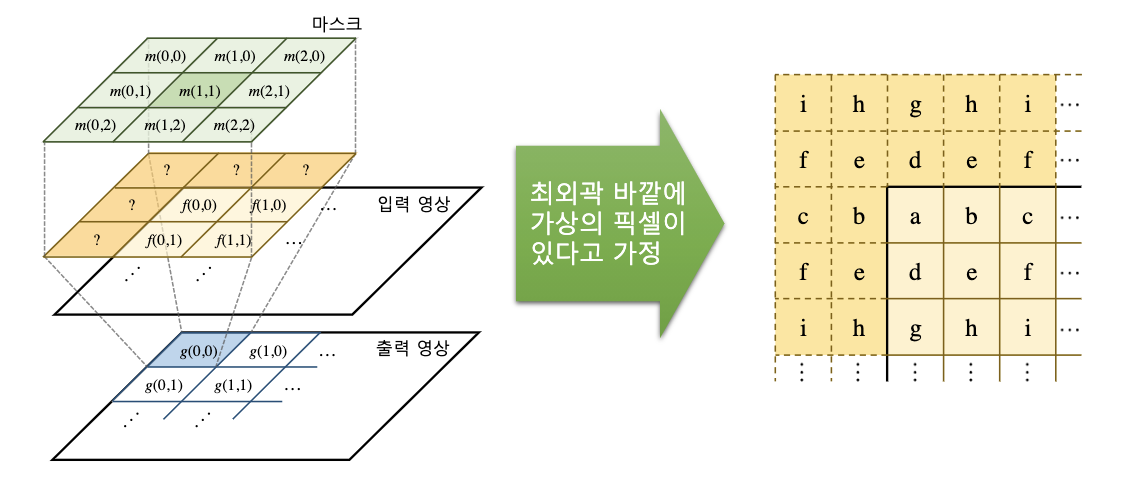 마스크
m(0,0) m(1,0) m(2,0)
m(0,1) m(1,1) m(2,1)
m(0,2) m(1,2) m(2,2)
? ? ?
? f(0,0) f(1,0) ... 입력 영상
? f(0,1) f(1,1) ...
⋰ ⋰
g(0,0) g(1,0) ... 출력 영상
g(0,1) g(1,1) ...
⋰ ⋰
최외곽 바깥에
가상의 픽셀이
있다고 가정
i h g h i ...
f e d e f ...
c b a b c ...
f e d e f ...
i h g h i ...
⋮ ⋮ ⋮ ⋮ ⋮